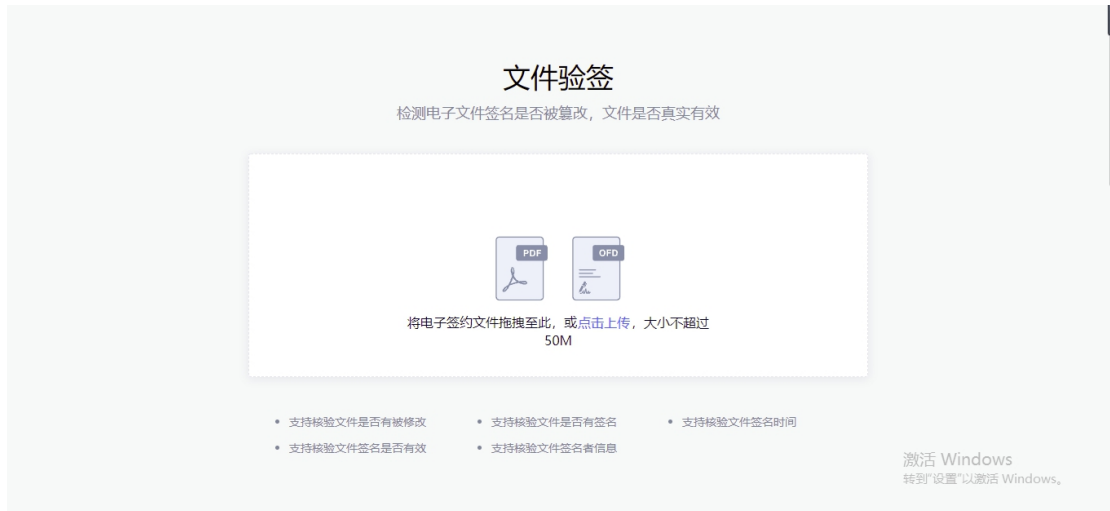 文件验签
检测电子文件签名是否被篡改，文件是否真实有效
PDF
OFD
将电子签约文件拖拽至此，或点击上传，大小不超过
50M
• 支持核验文件是否有被修改
• 支持核验文件是否有签名
• 支持核验文件签名时间
• 支持核验文件签名是否有效
• 支持核验文件签名者信息
激活 Windows
转到"设置"以激活 Windows。